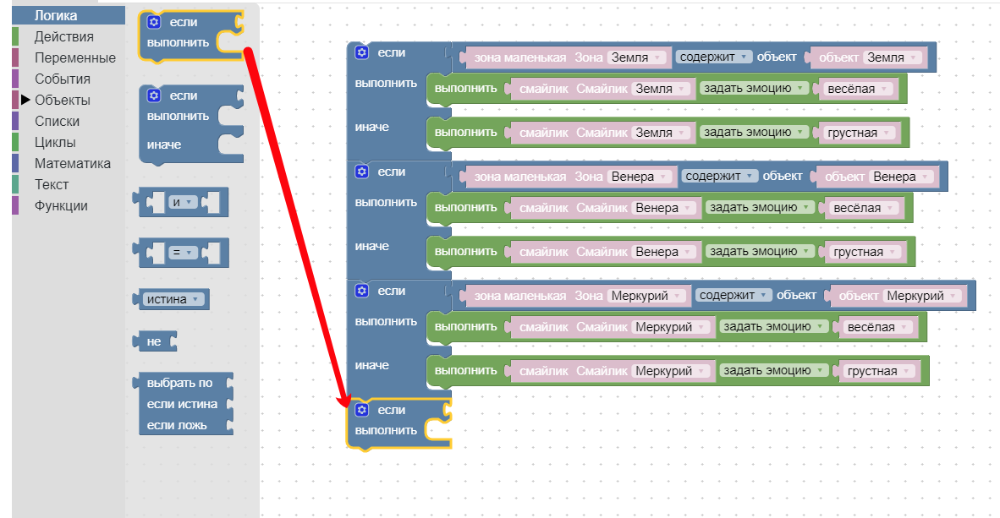 Логика
Действия
Переменные
События
Объекты
Списки
Циклы
Математика
Текст
Функции
если
выполнить
если
выполнить
иначе
и
=
истина
не
выбрать по
если истина
если ложь
если зона маленькая Зона Земля содержит объект объект Земля
выполнить выполнить смайлик Смайлик Земля задать эмоцию весёлая
иначе выполнить смайлик Смайлик Земля задать эмоцию грустная
если зона маленькая Зона Венера содержит объект объект Венера
выполнить выполнить смайлик Смайлик Венера задать эмоцию весёлая
иначе выполнить смайлик Смайлик Венера задать эмоцию грустная
если зона маленькая Зона Меркурий содержит объект объект Меркурий
выполнить выполнить смайлик Смайлик Меркурий задать эмоцию весёлая
иначе выполнить смайлик Смайлик Меркурий задать эмоцию грустная
если
выполнить